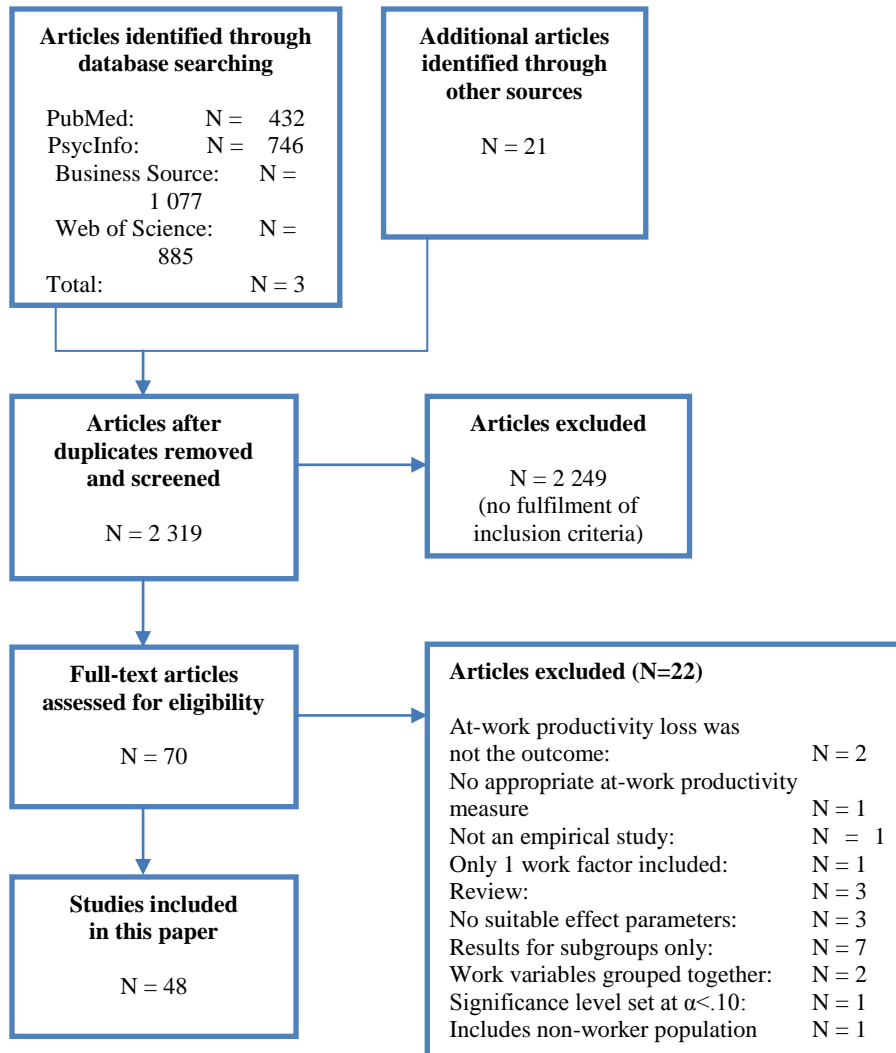 Articles identified through
database searching
PubMed: N = 432
PsycInfo: N = 746
Business Source: N =
1 077
Web of Science: N =
885
Total: N = 3
Additional articles
identified through
other sources
N = 21
Articles after
duplicates removed
and screened
N = 2 319
Articles excluded
N = 2 249
(no fulfilment of
inclusion criteria)
Full-text articles
assessed for eligibility
N = 70
Articles excluded (N=22)
At-work productivity loss was
not the outcome: N = 2
No appropriate at-work productivity
measure N = 1
Not an empirical study: N = 1
Only 1 work factor included: N = 1
Review: N = 3
No suitable effect parameters: N = 3
Results for subgroups only: N = 7
Work variables grouped together: N = 2
Significance level set at α<.10: N = 1
Includes non-worker population N = 1
Studies included
in this paper
N = 48